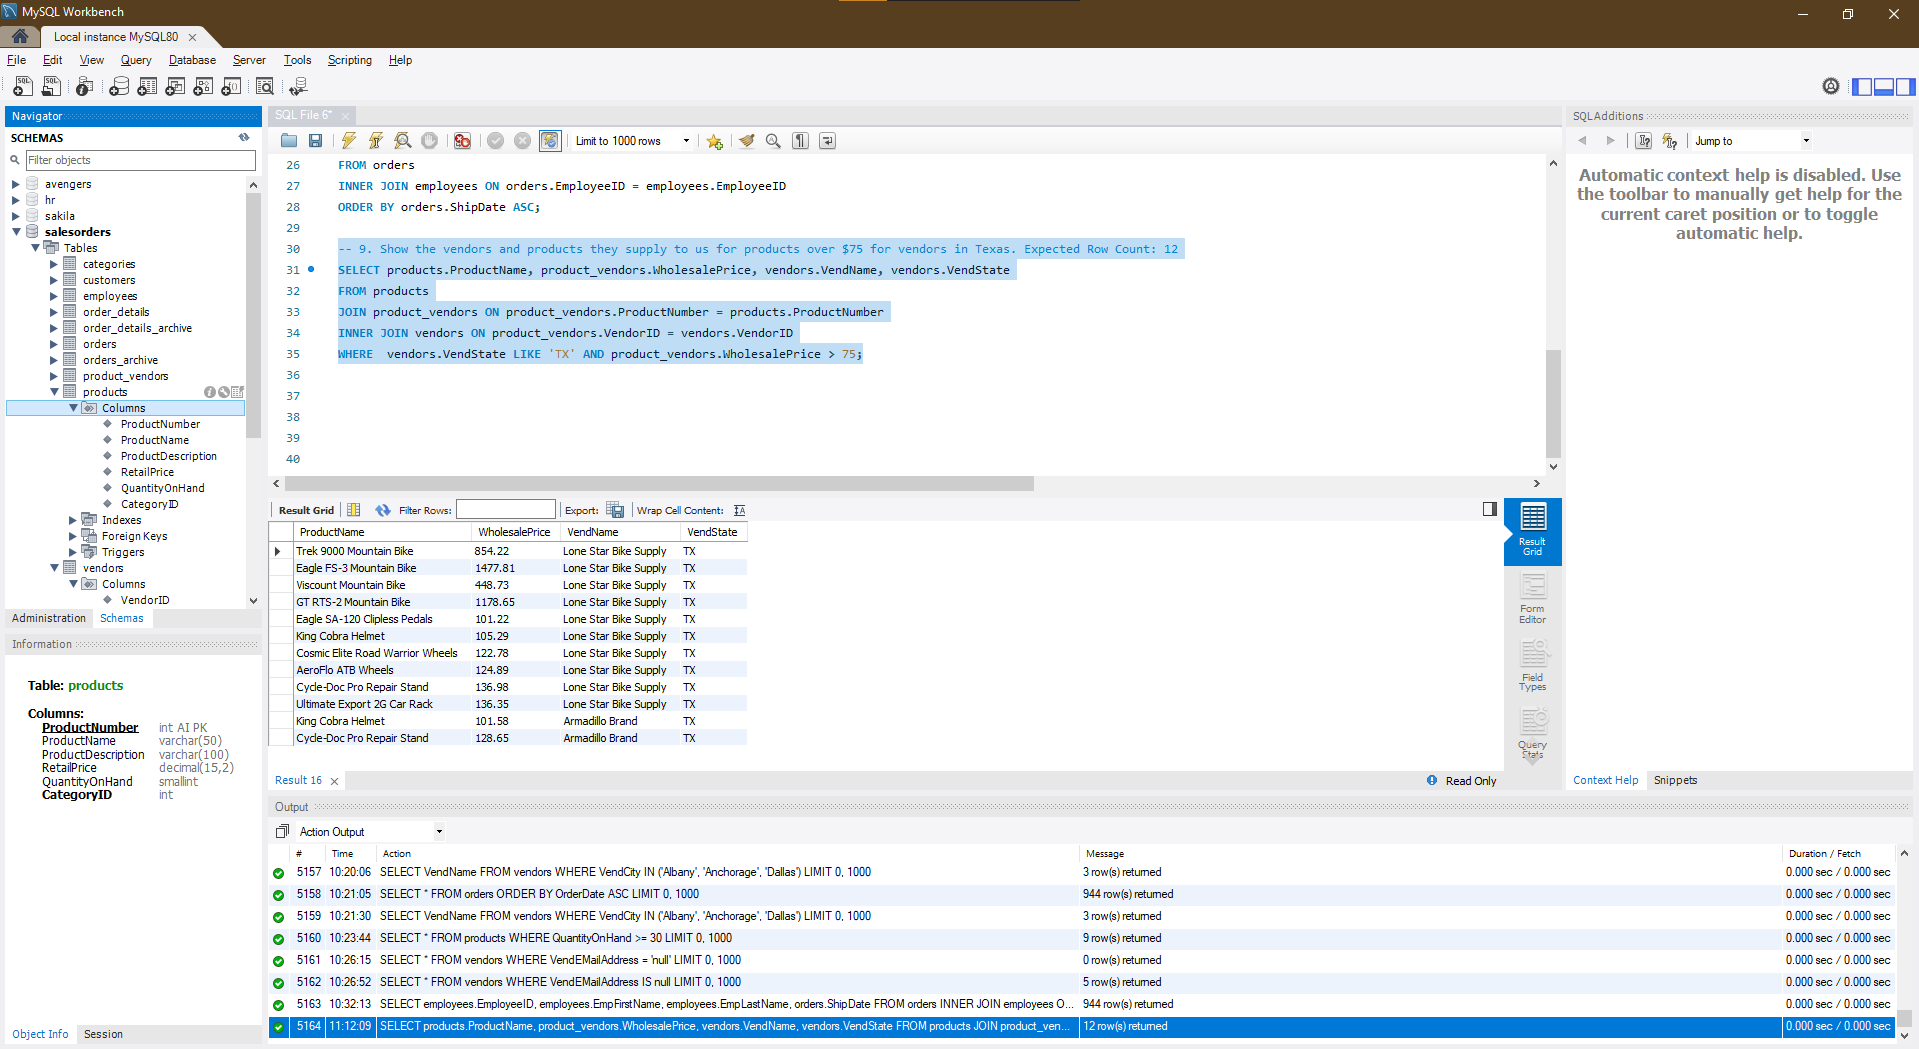 MySQL Workbench
Local instance MySQL80
File Edit View Query Database Server Tools Scripting Help
Navigator
SCHEMAS
Filter objects
avengers
hr
sakila
salesorders
Tables
categories
customers
employees
order_details
order_details_archive
orders
orders_archive
product_vendors
products
Columns
ProductNumber
ProductName
ProductDescription
RetailPrice
QuantityOnHand
CategoryID
Indexes
Foreign Keys
Triggers
vendors
Columns
VendorID
Administration Schemas
Information
Table: products
Columns:
ProductNumber int AI PK
ProductName varchar(50)
ProductDescription varchar(100)
RetailPrice decimal(15,2)
QuantityOnHand smallint
CategoryID int
Object Info Session
SQL File 6*
Limit to 1000 rows
26 FROM orders
27 INNER JOIN employees ON orders.EmployeeID = employees.EmployeeID
28 ORDER BY orders.ShipDate ASC;
29
30 -- 9. Show the vendors and products they supply to us for products over $75 for vendors in Texas. Expected Row Count: 12
31 SELECT products.ProductName, product_vendors.WholesalePrice, vendors.VendName, vendors.VendState
32 FROM products
33 JOIN product_vendors ON product_vendors.ProductNumber = products.ProductNumber
34 INNER JOIN vendors ON product_vendors.VendorID = vendors.VendorID
35 WHERE  vendors.VendState LIKE 'TX' AND product_vendors.WholesalePrice > 75;
36
37
38
39
40
Result Grid Filter Rows: Export: Wrap Cell Content:
ProductName WholesalePrice VendName VendState
Trek 9000 Mountain Bike 854.22 Lone Star Bike Supply TX
Eagle FS-3 Mountain Bike 1477.81 Lone Star Bike Supply TX
Viscount Mountain Bike 448.73 Lone Star Bike Supply TX
GT RTS-2 Mountain Bike 1178.65 Lone Star Bike Supply TX
Eagle SA-120 Clipless Pedals 101.22 Lone Star Bike Supply TX
King Cobra Helmet 105.29 Lone Star Bike Supply TX
Cosmic Elite Road Warrior Wheels 122.78 Lone Star Bike Supply TX
AeroFlo ATB Wheels 124.89 Lone Star Bike Supply TX
Cycle-Doc Pro Repair Stand 136.98 Lone Star Bike Supply TX
Ultimate Export 2G Car Rack 136.35 Lone Star Bike Supply TX
King Cobra Helmet 101.58 Armadillo Brand TX
Cycle-Doc Pro Repair Stand 128.65 Armadillo Brand TX
Result
Grid
Form
Editor
Field
Types
Query
Stats
Result 16
Read Only
SQLAdditions
Jump to
Automatic context help is disabled. Use
the toolbar to manually get help for the
current caret position or to toggle
automatic help.
Context Help Snippets
Output
Action Output
# Time Action Message Duration / Fetch
5157 10:20:06 SELECT VendName FROM vendors WHERE VendCity IN ('Albany', 'Anchorage', 'Dallas') LIMIT 0, 1000 3 row(s) returned 0.000 sec / 0.000 sec
5158 10:21:05 SELECT * FROM orders ORDER BY OrderDate ASC LIMIT 0, 1000 944 row(s) returned 0.000 sec / 0.000 sec
5159 10:21:30 SELECT VendName FROM vendors WHERE VendCity IN ('Albany', 'Anchorage', 'Dallas') LIMIT 0, 1000 3 row(s) returned 0.000 sec / 0.000 sec
5160 10:23:44 SELECT * FROM products WHERE QuantityOnHand >= 30 LIMIT 0, 1000 9 row(s) returned 0.000 sec / 0.000 sec
5161 10:26:15 SELECT * FROM vendors WHERE VendEMailAddress = 'null' LIMIT 0, 1000 0 row(s) returned 0.000 sec / 0.000 sec
5162 10:26:52 SELECT * FROM vendors WHERE VendEMailAddress IS null LIMIT 0, 1000 5 row(s) returned 0.000 sec / 0.000 sec
5163 10:32:13 SELECT employees.EmployeeID, employees.EmpFirstName, employees.EmpLastName, orders.ShipDate FROM orders INNER JOIN employees O... 944 row(s) returned 0.000 sec / 0.000 sec
5164 11:12:09 SELECT products.ProductName, product_vendors.WholesalePrice, vendors.VendName, vendors.VendState FROM products JOIN product_ven... 12 row(s) returned 0.000 sec / 0.000 sec